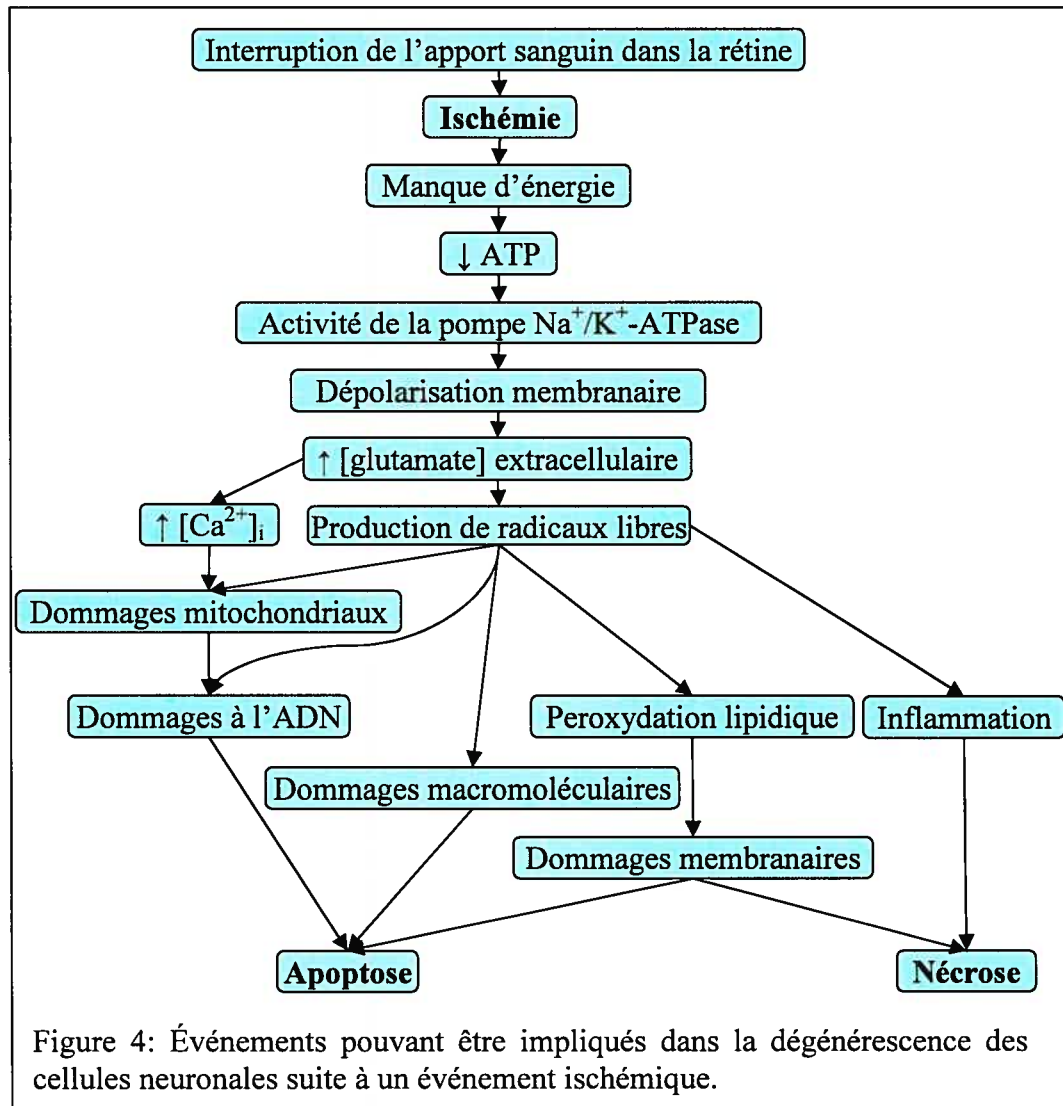 Interruption de l'apport sanguin dans la rétine
Ischémie
Manque d'énergie
↓ ATP
Activité de la pompe Na⁺/K⁺-ATPase
Dépolarisation membranaire
↑ [glutamate] extracellulaire
↑ [Ca²⁺]ᵢ
Production de radicaux libres
Dommages mitochondriaux
Dommages à l'ADN
Peroxydation lipidique
Inflammation
Dommages macromoléculaires
Dommages membranaires
Apoptose
Nécrose
Figure 4: Événements pouvant être impliqués dans la dégénérescence des
cellules neuronales suite à un événement ischémique.